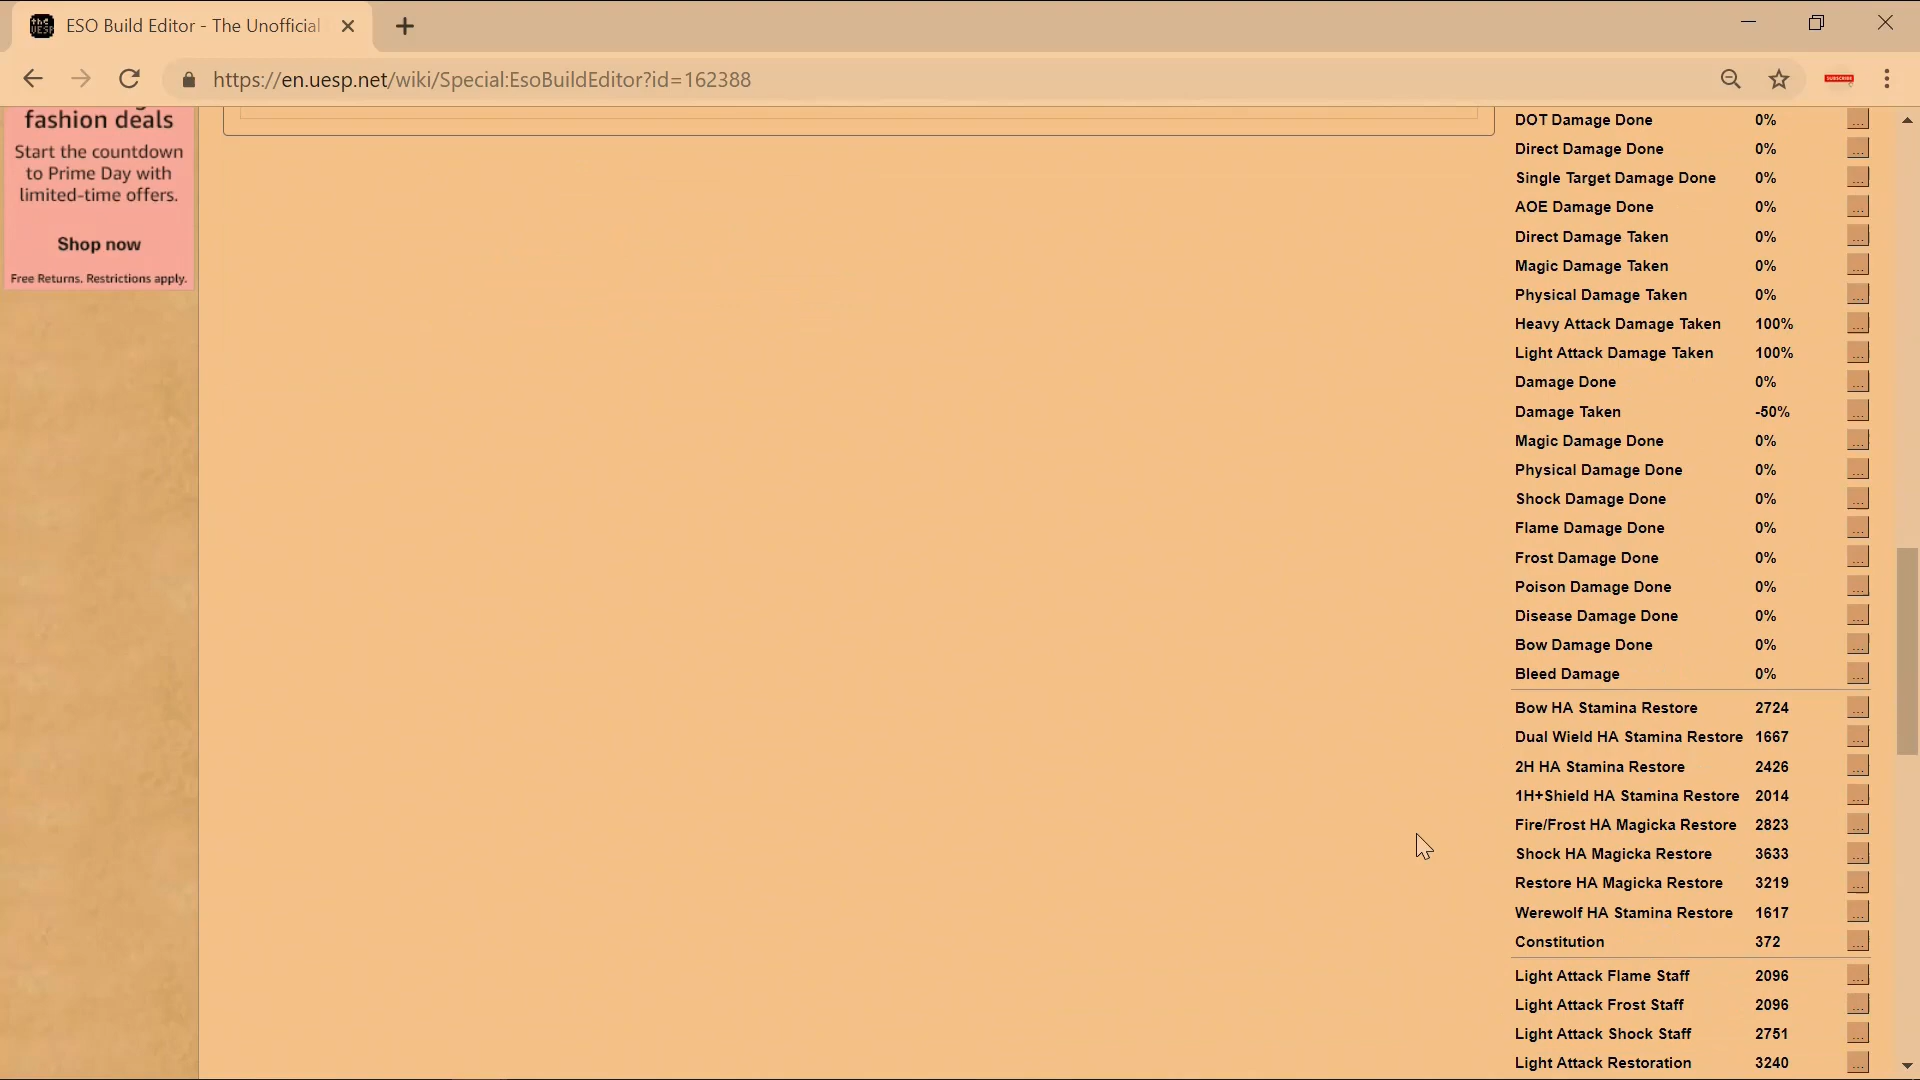 ESO Build Editor - The Unofficial
https://en.uesp.net/wiki/Special:EsoBuildEditor?id=162388
SUBSCRIBE
fashion deals
Start the countdown
to Prime Day with
limited-time offers.
Shop now
Free Returns. Restrictions apply.
DOT Damage Done 0% ...
Direct Damage Done 0% ...
Single Target Damage Done 0% ...
AOE Damage Done 0% ...
Direct Damage Taken 0% ...
Magic Damage Taken 0% ...
Physical Damage Taken 0% ...
Heavy Attack Damage Taken 100% ...
Light Attack Damage Taken 100% ...
Damage Done 0% ...
Damage Taken -50% ...
Magic Damage Done 0% ...
Physical Damage Done 0% ...
Shock Damage Done 0% ...
Flame Damage Done 0% ...
Frost Damage Done 0% ...
Poison Damage Done 0% ...
Disease Damage Done 0% ...
Bow Damage Done 0% ...
Bleed Damage 0% ...
Bow HA Stamina Restore 2724 ...
Dual Wield HA Stamina Restore 1667 ...
2H HA Stamina Restore 2426 ...
1H+Shield HA Stamina Restore 2014 ...
Fire/Frost HA Magicka Restore 2823 ...
Shock HA Magicka Restore 3633 ...
Restore HA Magicka Restore 3219 ...
Werewolf HA Stamina Restore 1617 ...
Constitution 372 ...
Light Attack Flame Staff 2096 ...
Light Attack Frost Staff 2096 ...
Light Attack Shock Staff 2751 ...
Light Attack Restoration 3240 ...